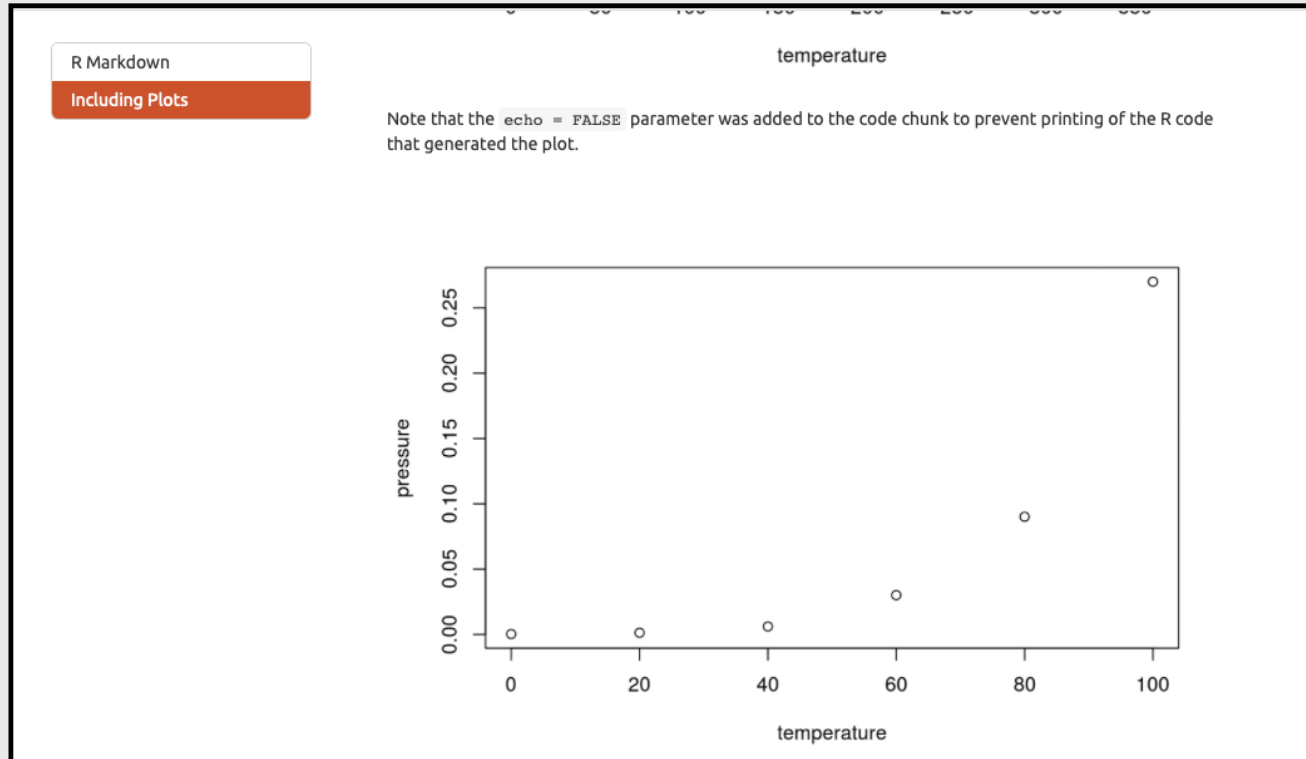 temperature
R Markdown
Including Plots
Note that the echo = FALSE parameter was added to the code chunk to prevent printing of the R code
that generated the plot.
0.25
0.20
0.15
0.10
0.05
0.00
pressure
0 20 40 60 80 100
temperature